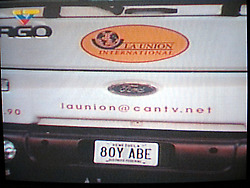 RGO
LA UNION
INTERNATIONAL
Ford
launion@cantv.net
.90
VENEZUELA
80Y ABE